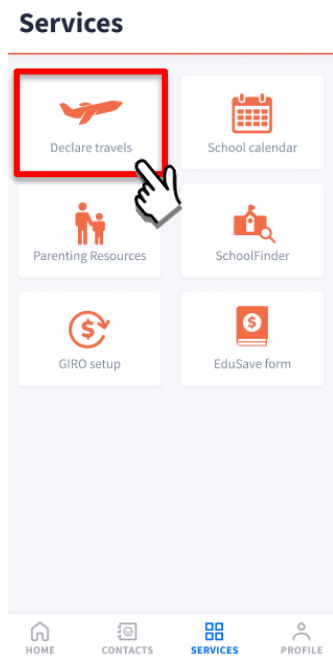 Services
Declare travels
School calendar
Parenting Resources
SchoolFinder
GIRO setup
EduSave form
HOME
CONTACTS
SERVICES
PROFILE